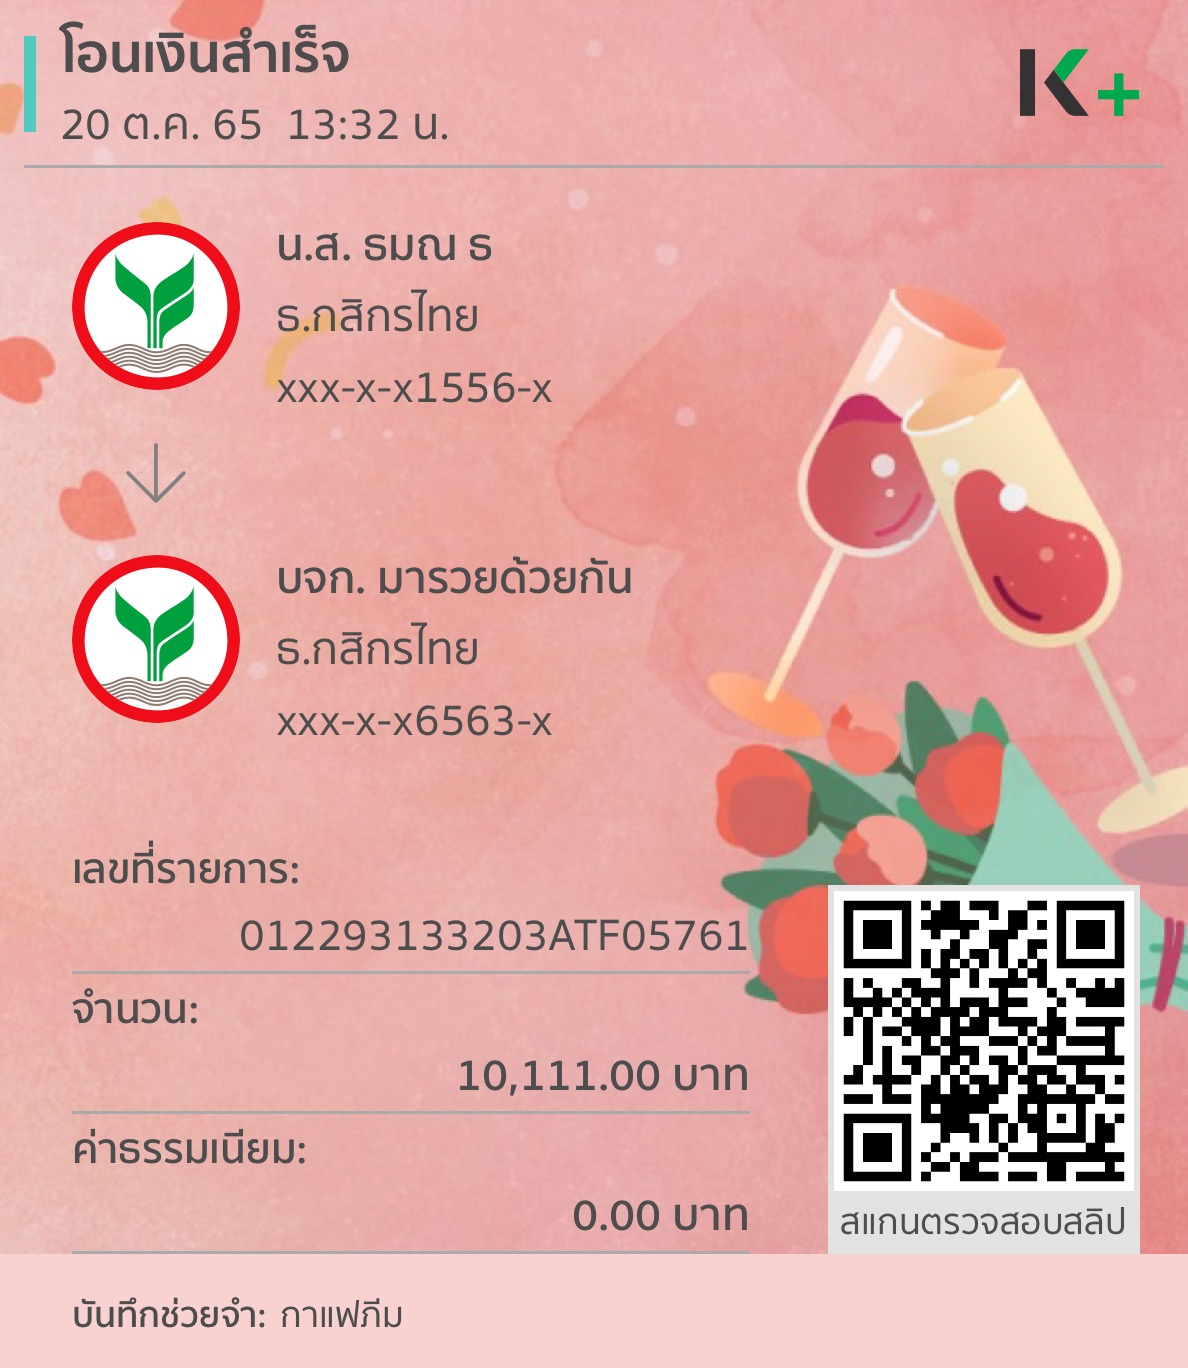 โอนเงินสำเร็จ
20 ต.ค. 65 13:32 น.
K+
น.ส. ธมณ ธ
ธ.กสิกรไทย
xxx-x-x1556-x
บจก. มารวยด้วยกัน
ธ.กสิกรไทย
xxx-x-x6563-x
เลขที่รายการ:
012293133203ATF05761
จำนวน:
10,111.00 บาท
ค่าธรรมเนียม:
0.00 บาท
สแกนตรวจสอบสลิป
บันทึกช่วยจำ: กาแฟภีม